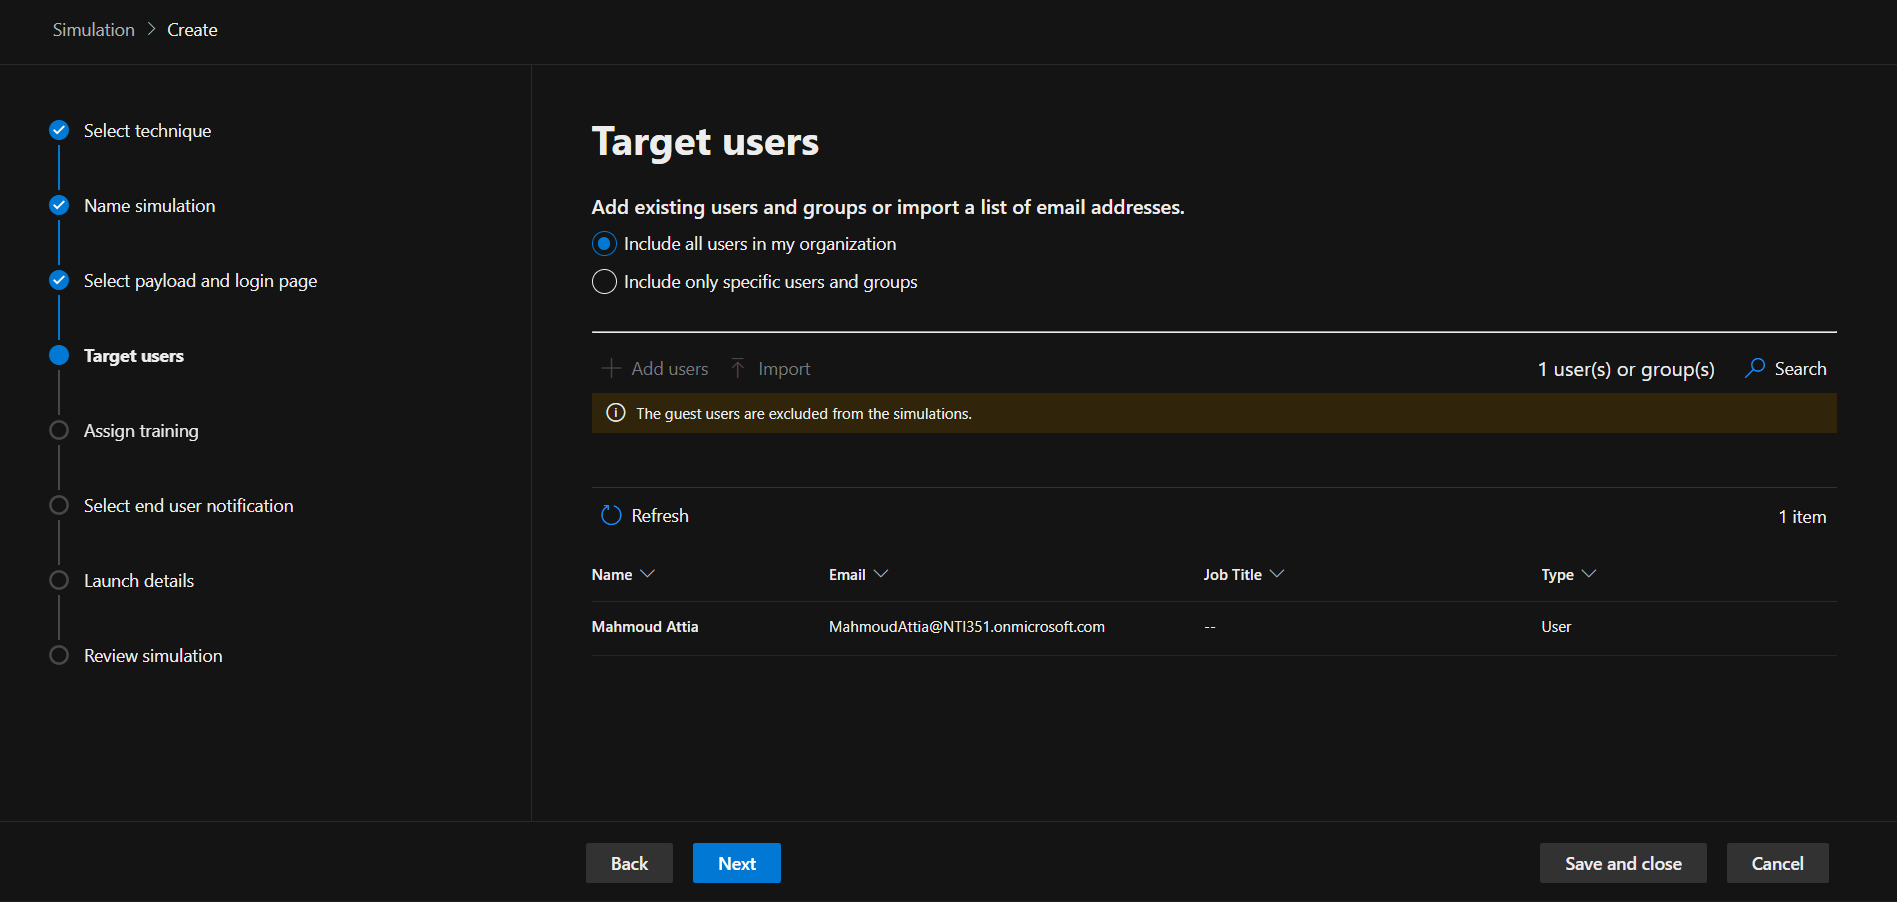 Simulation > Create
Select technique
Name simulation
Select payload and login page
Target users
Assign training
Select end user notification
Launch details
Review simulation
Target users
Add existing users and groups or import a list of email addresses.
Include all users in my organization
Include only specific users and groups
Add users Import 1 user(s) or group(s) Search
The guest users are excluded from the simulations.
Refresh 1 item
Name Email Job Title Type
Mahmoud Attia MahmoudAttia@NTI351.onmicrosoft.com -- User
Back Next Save and close Cancel